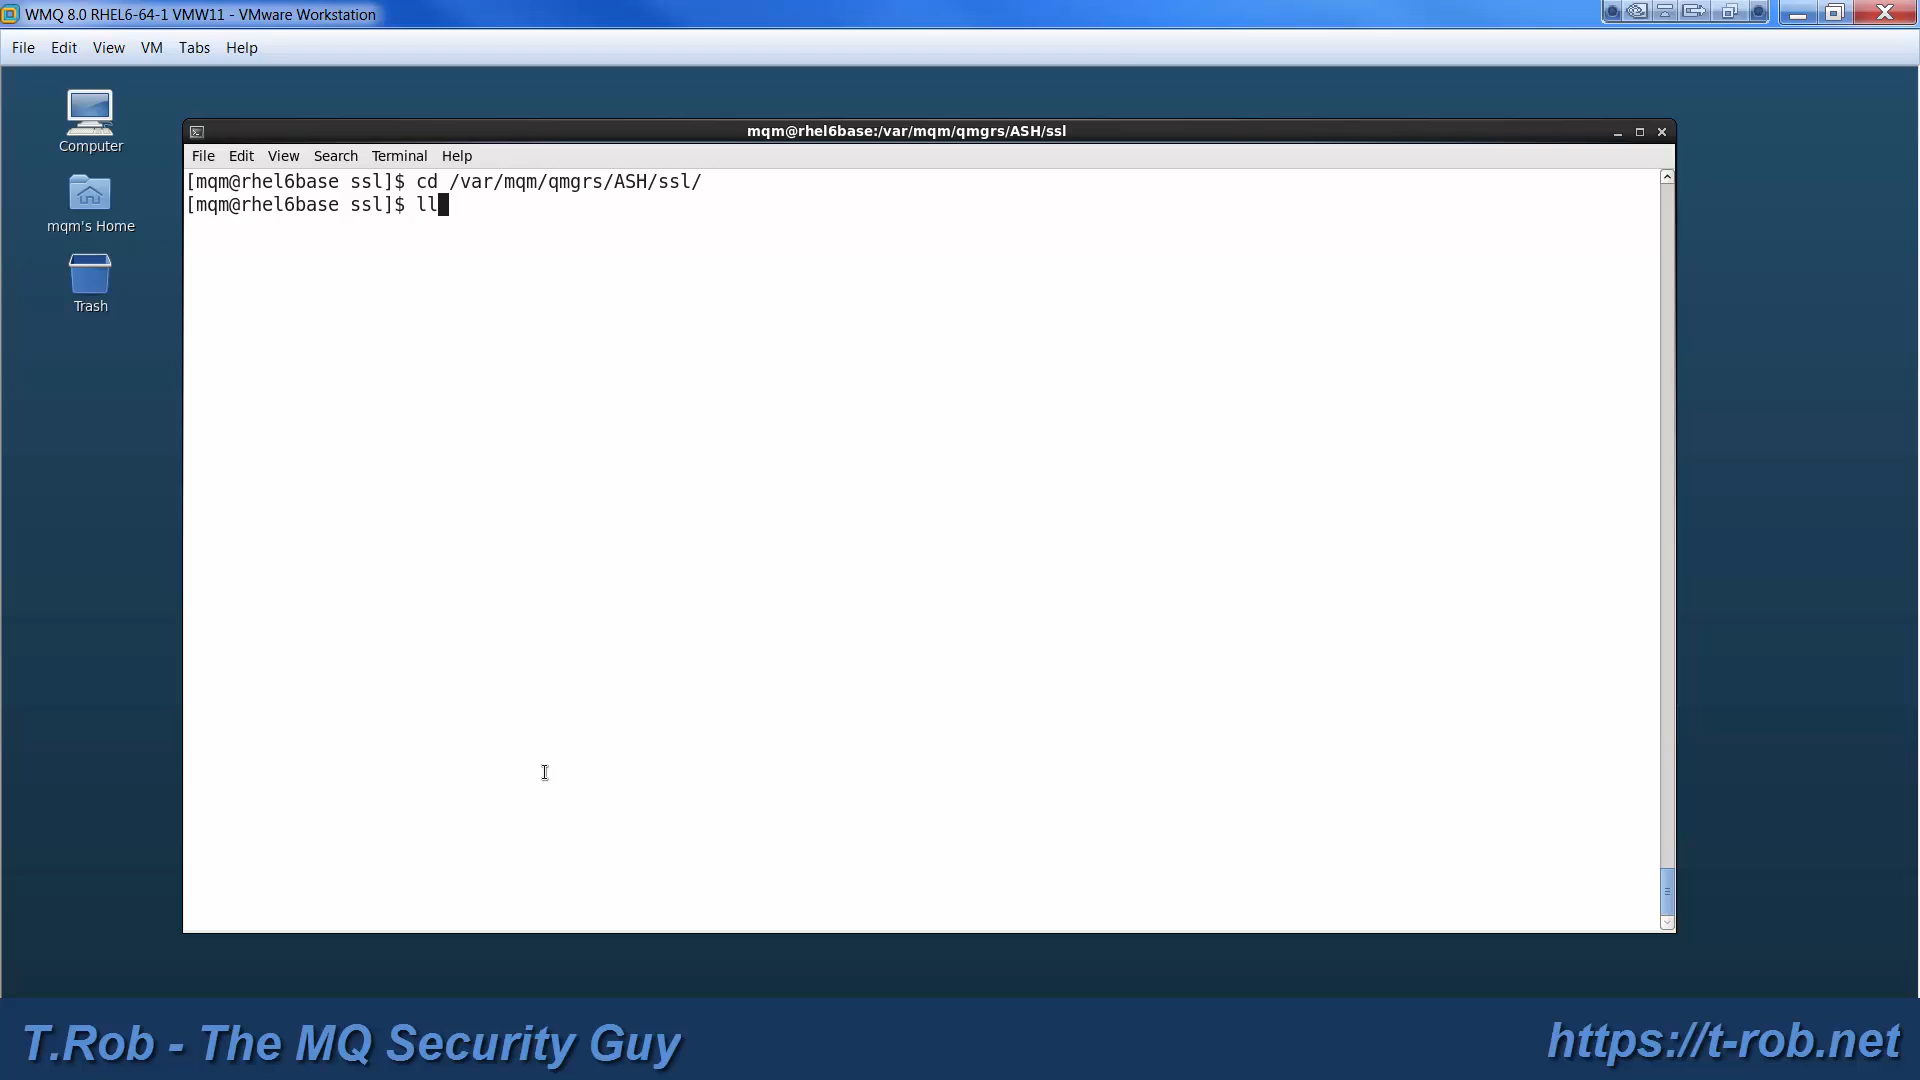 WMQ 8.0 RHEL6-64-1 VMW11 - VMware Workstation
File Edit View VM Tabs Help
Computer
mqm's Home
Trash
mqm@rhel6base:/var/mqm/qmgrs/ASH/ssl
File Edit View Search Terminal Help
[mqm@rhel6base ssl]$ cd /var/mqm/qmgrs/ASH/ssl/
[mqm@rhel6base ssl]$ ll
T.Rob - The MQ Security Guy
https://t-rob.net